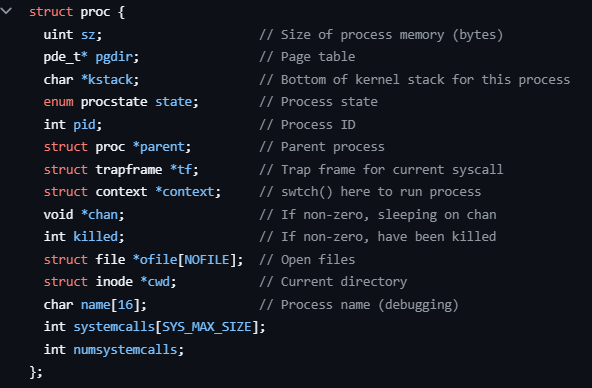 struct proc {
  uint sz;                     // Size of process memory (bytes)
  pde_t* pgdir;                // Page table
  char *kstack;                // Bottom of kernel stack for this process
  enum procstate state;        // Process state
  int pid;                     // Process ID
  struct proc *parent;         // Parent process
  struct trapframe *tf;        // Trap frame for current syscall
  struct context *context;     // swtch() here to run process
  void *chan;                  // If non-zero, sleeping on chan
  int killed;                  // If non-zero, have been killed
  struct file *ofile[NOFILE];  // Open files
  struct inode *cwd;           // Current directory
  char name[16];               // Process name (debugging)
  int systemcalls[SYS_MAX_SIZE];
  int numsystemcalls;
};